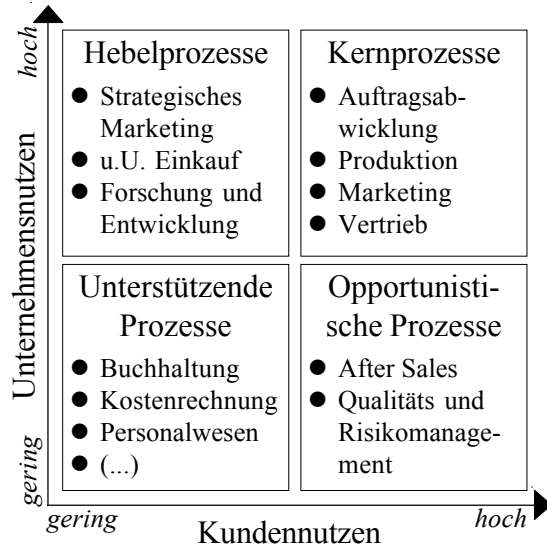 hoch
Unternehmensnutzen
gering
Hebelprozesse
● Strategisches
Marketing
● u.U. Einkauf
● Forschung und
Entwicklung
Kernprozesse
● Auftragsab-
wicklung
● Produktion
● Marketing
● Vertrieb
Unterstützende
Prozesse
● Buchhaltung
● Kostenrechnung
● Personalwesen
● (...)
Opportunisti-
sche Prozesse
● After Sales
● Qualitäts und
Risikomanage-
ment
gering
Kundennutzen
hoch